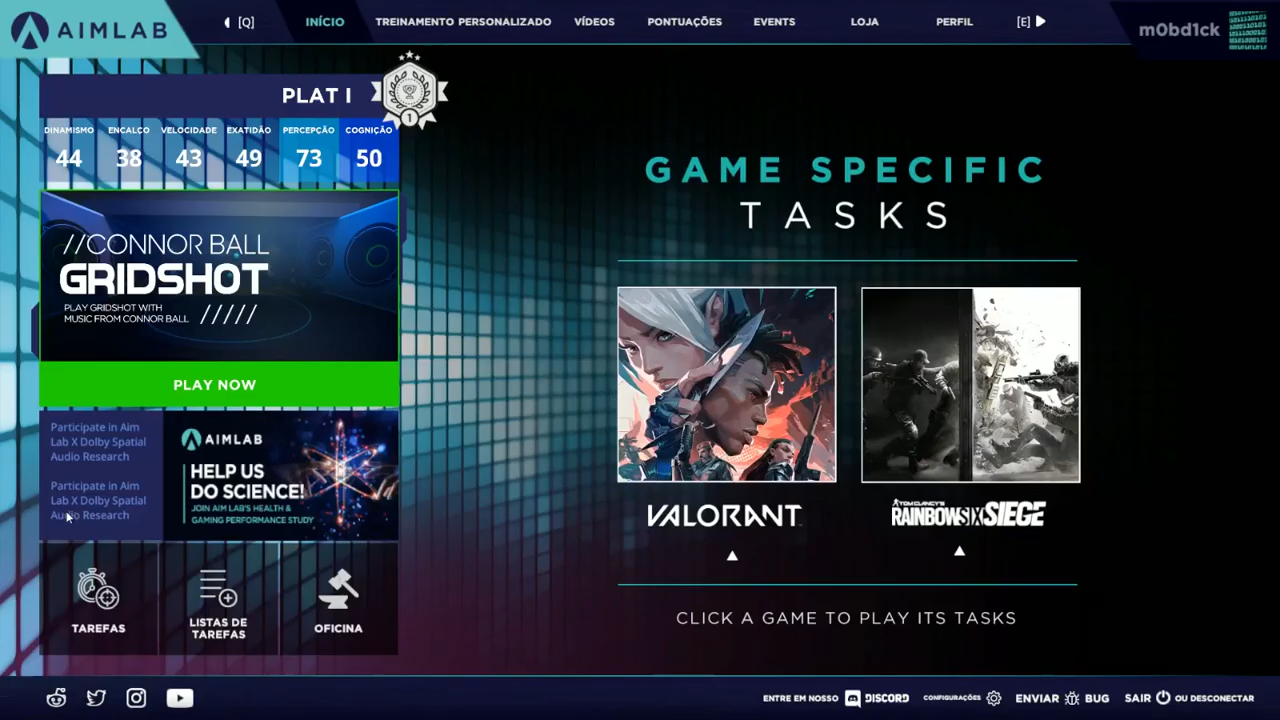 AIMLAB
[Q]
INÍCIO
TREINAMENTO PERSONALIZADO
VÍDEOS
PONTUAÇÕES
EVENTS
LOJA
PERFIL
[E]
m0bd1ck
PLAT I
1
DINAMISMO
ENCALÇO
VELOCIDADE
EXATIDÃO
PERCEPÇÃO
COGNIÇÃO
44
38
43
49
73
50
//CONNOR BALL
GRIDSHOT
PLAY GRIDSHOT WITH
MUSIC FROM CONNOR BALL /////
PLAY NOW
Participate in Aim
Lab X Dolby Spatial
Audio Research
Participate in Aim
Lab X Dolby Spatial
Audio Research
AIMLAB
HELP US
DO SCIENCE!
JOIN AIM LAB'S HEALTH &
GAMING PERFORMANCE STUDY
TAREFAS
LISTAS DE
TAREFAS
OFICINA
GAME SPECIFIC
TASKS
VALORANT
TOM CLANCY'S
RAINBOWSIX SIEGE
CLICK A GAME TO PLAY ITS TASKS
ENTRE EM NOSSO
DISCORD
CONFIGURAÇÕES
ENVIAR BUG
SAIR OU DESCONECTAR